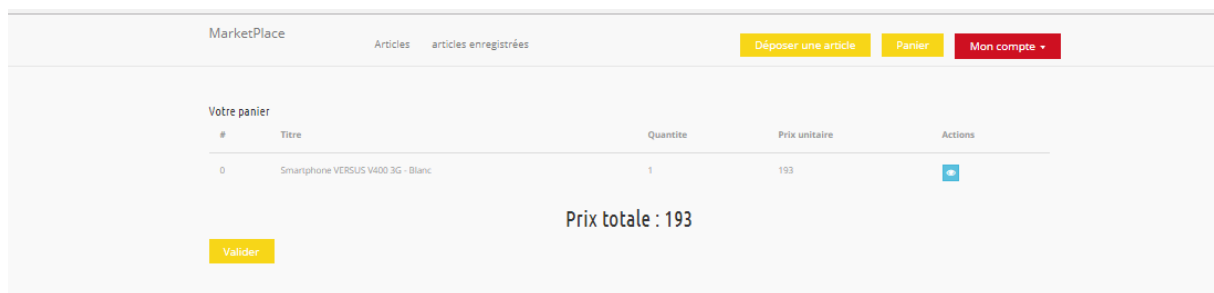 MarketPlace
Articles articles enregistrées
Déposer une article Panier Mon compte
Votre panier
# Titre Quantite Prix unitaire Actions
0 Smartphone VERSUS V400 3G - Blanc 1 193
Prix totale : 193
Valider